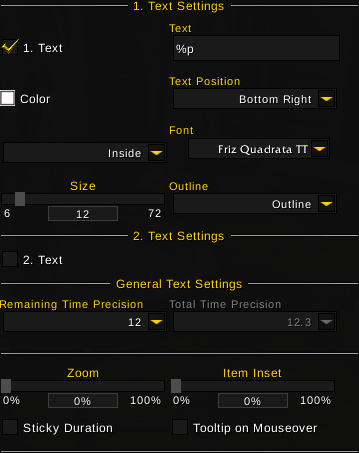 1. Text Settings
Text
1. Text
%p
Text Position
Color
Bottom Right
Font
Inside
Friz Quadrata TT
Size
Outline
6 12 72
Outline
2. Text Settings
2. Text
General Text Settings
Remaining Time Precision
Total Time Precision
12
12.3
Zoom
Item Inset
0% 0% 100%
0% 0% 100%
Sticky Duration
Tooltip on Mouseover